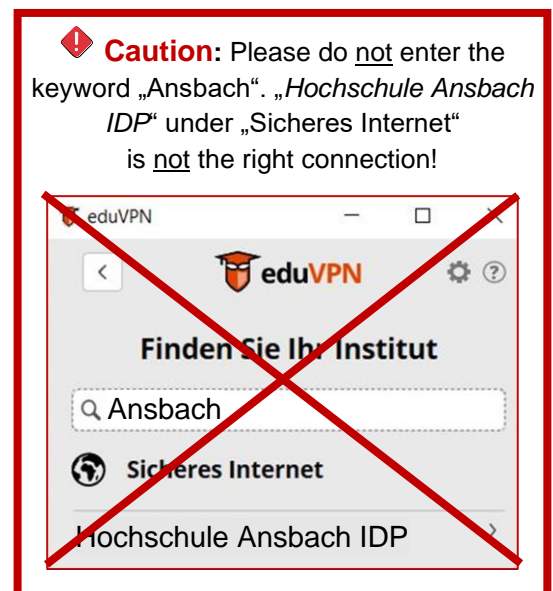 Caution: Please do not enter the
keyword „Ansbach“. „Hochschule Ansbach
IDP“ under „Sicheres Internet“
is not the right connection!
eduVPN
eduVPN
Finden Sie Ihr Institut
Ansbach
Sicheres Internet
Hochschule Ansbach IDP